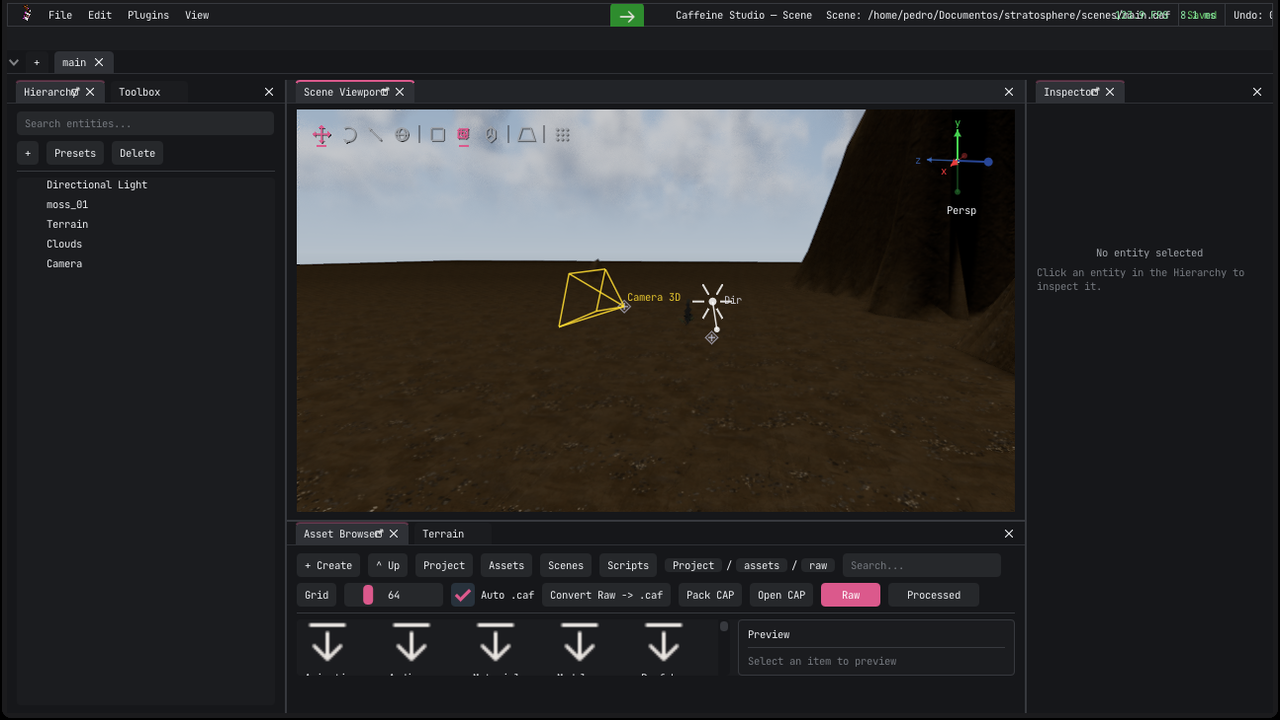 File Edit Plugins View
Caffeine Studio — Scene Scene: /home/pedro/Documentos/stratosphere/scenes/main.caf Saved Undo:
+ main
Hierarchy Toolbox
Search entities...
+ Presets Delete
Directional Light
moss_01
Terrain
Clouds
Camera
Scene Viewport
y
z
x
Persp
Camera 3D
Dir
Inspector
No entity selected
Click an entity in the Hierarchy to
inspect it.
Asset Browser Terrain
+ Create ^ Up Project Assets Scenes Scripts Project / assets / raw Search...
Grid 64 Auto .caf Convert Raw -> .caf Pack CAP Open CAP Raw Processed
Preview
Select an item to preview